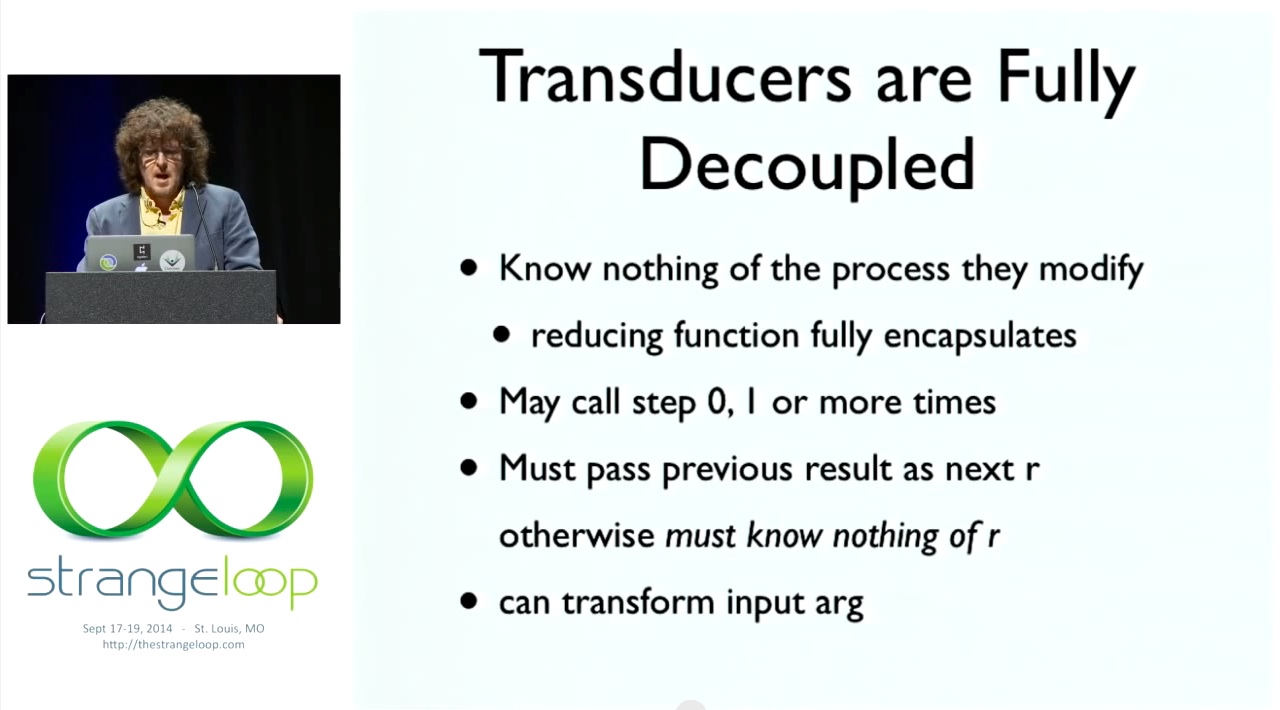 Transducers are Fully
Decoupled
• Know nothing of the process they modify
• reducing function fully encapsulates
• May call step 0, 1 or more times
• Must pass previous result as next r
otherwise must know nothing of r
• can transform input arg
strangeloop
Sept 17-19, 2014 - St. Louis, MO
http://thestrangeloop.com